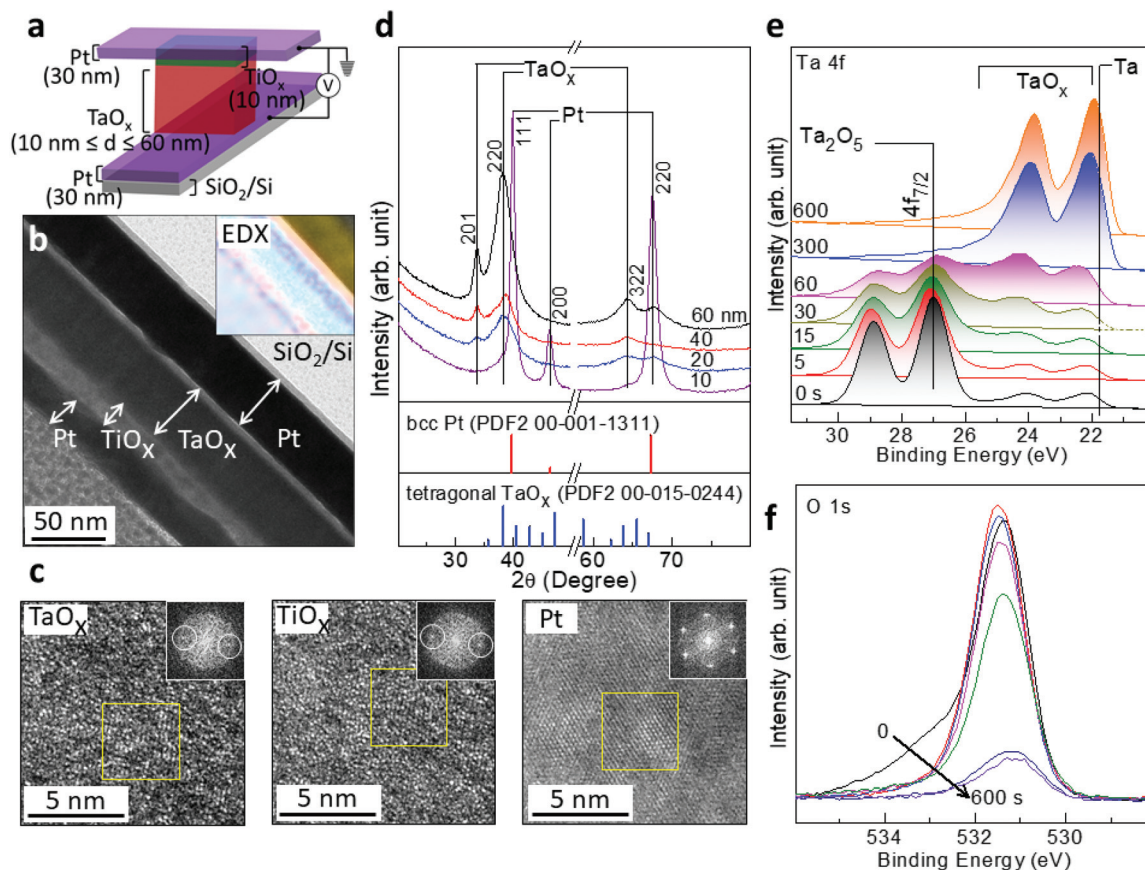 a
Pt
(30 nm)
TiOx
(10 nm)
V
TaOx
(10 nm ≤ d ≤ 60 nm)
Pt
(30 nm)
SiO2/Si
b
EDX
SiO2/Si
Pt
TiOx
TaOx
Pt
50 nm
c
TaOx
5 nm
TiOx
5 nm
Pt
5 nm
d
TaOx
Pt
201
220
111
200
322
220
60 nm
40
20
10
Intensity (arb. unit)
bcc Pt (PDF2 00-001-1311)
tetragonal TaOx (PDF2 00-015-0244)
30
40
60
70
2θ (Degree)
e
Ta 4f
TaOx
Ta
Ta2O5
4f7/2
600
300
60
30
15
5
0 s
Intensity (arb. unit)
30
28
26
24
22
Binding Energy (eV)
f
O 1s
0
600 s
Intensity (arb. unit)
534
532
530
Binding Energy (eV)